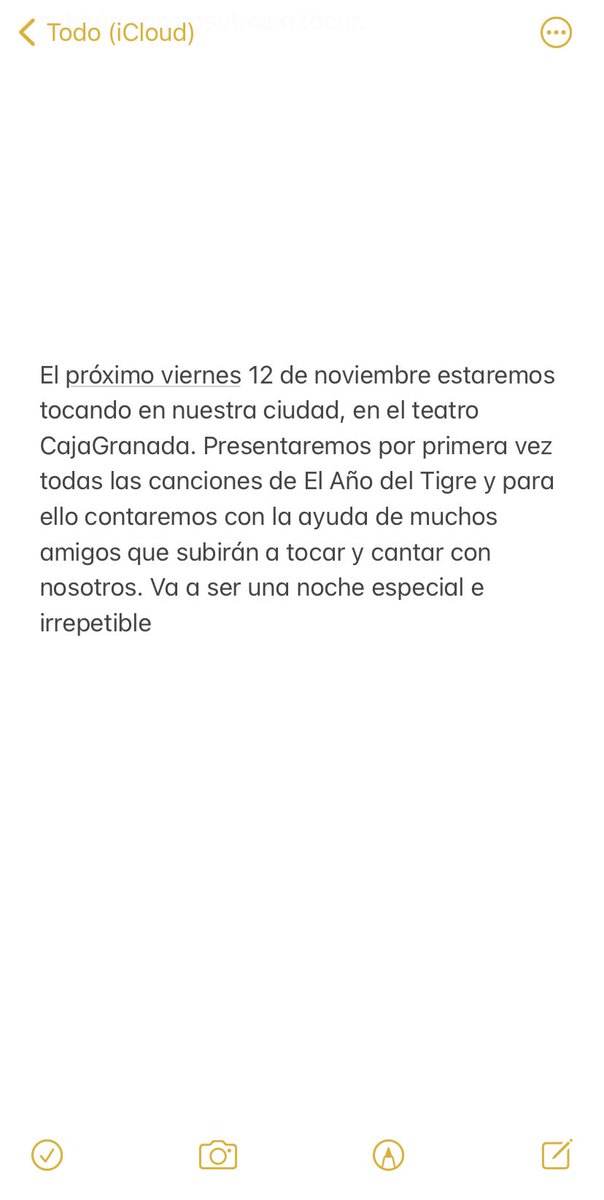 Todo (iCloud)
El próximo viernes 12 de noviembre estaremos
tocando en nuestra ciudad, en el teatro
CajaGranada. Presentaremos por primera vez
todas las canciones de El Año del Tigre y para
ello contaremos con la ayuda de muchos
amigos que subirán a tocar y cantar con
nosotros. Va a ser una noche especial e
irrepetible